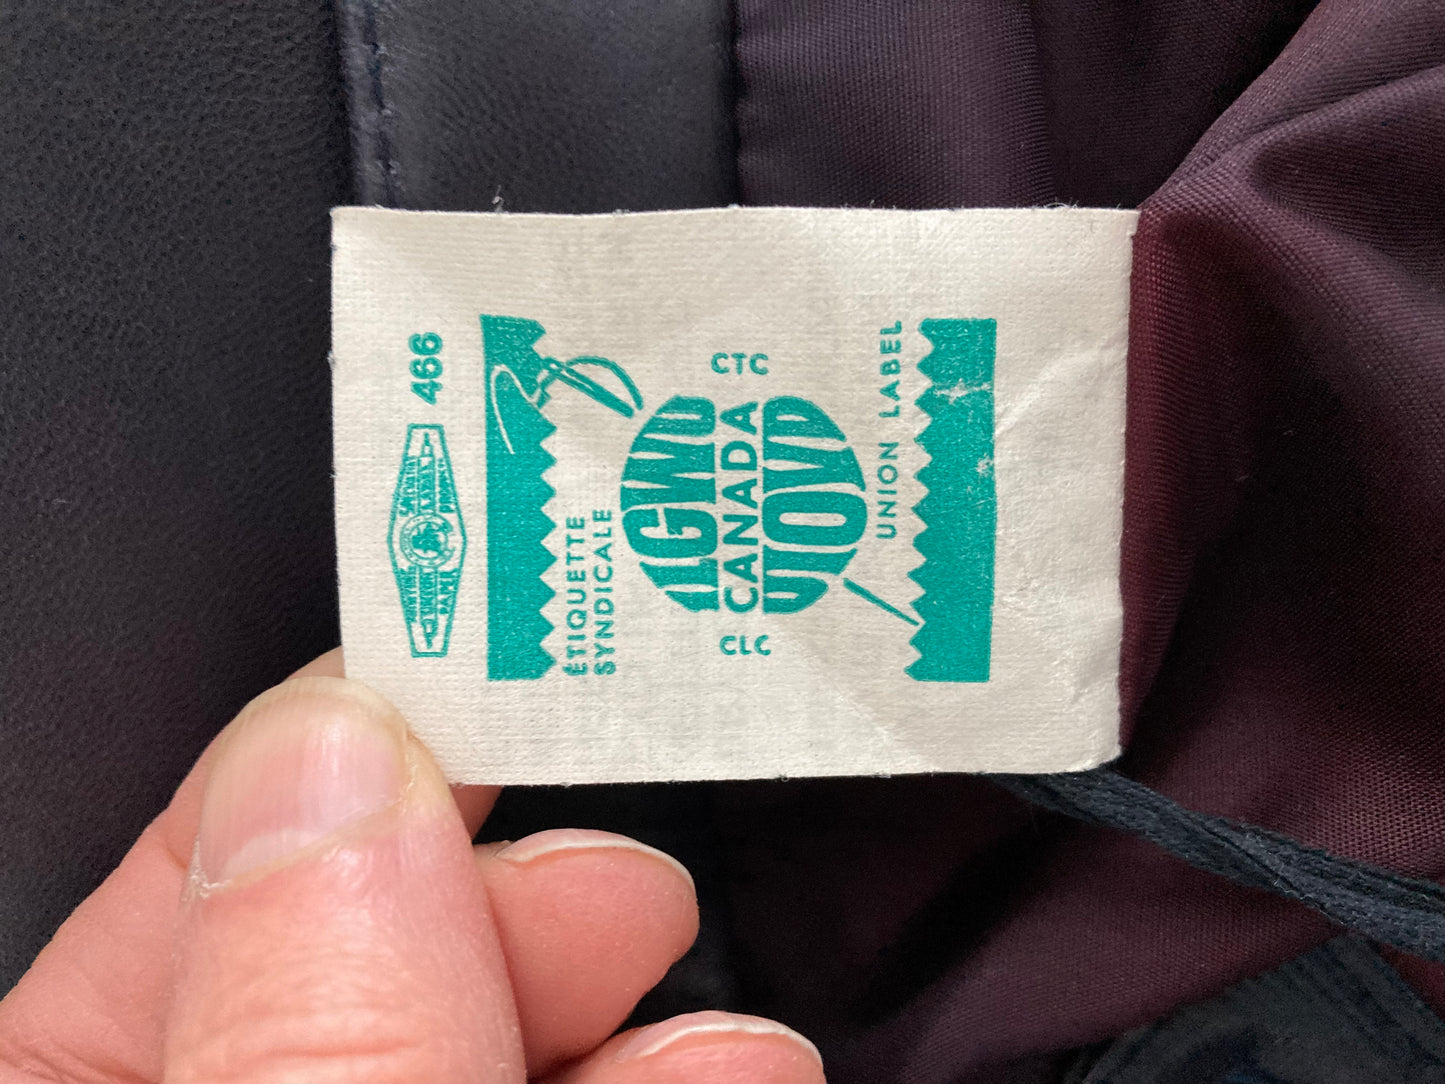 466
ÉTIQUETTE
SYNDICALE
ILGWU
CLC CANADA CTC
UIOVD
UNION LABEL